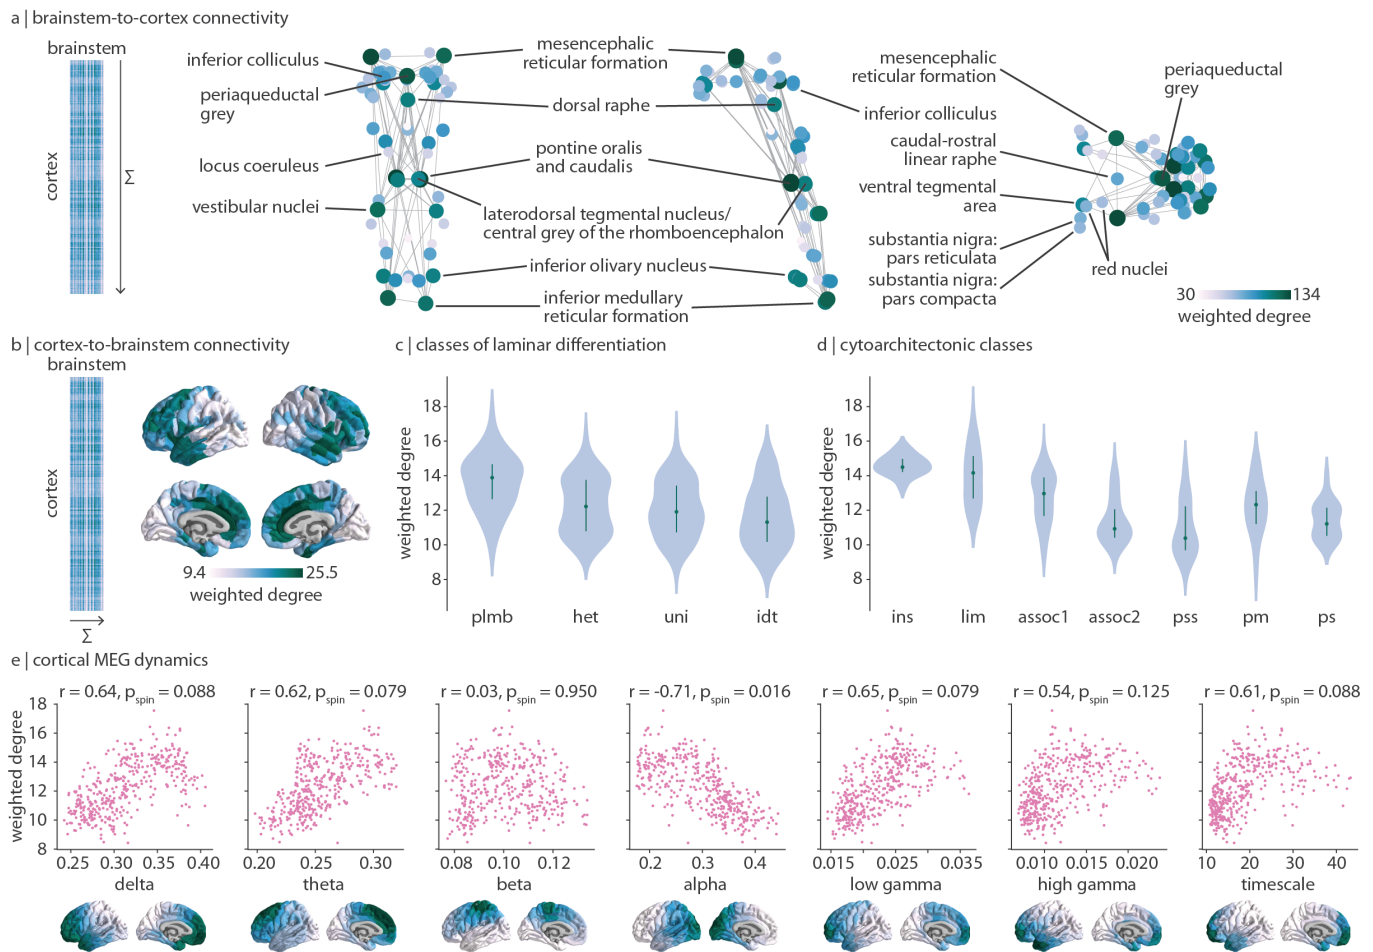 a | brainstem-to-cortex connectivity
brainstem
cortex
Σ
inferior colliculus
periaqueductal
grey
locus coeruleus
vestibular nuclei
mesencephalic
reticular formation
dorsal raphe
pontine oralis
and caudalis
laterodorsal tegmental nucleus/
central grey of the rhomboencephalon
inferior olivary nucleus
inferior medullary
reticular formation
mesencephalic
reticular formation
periaqueductal
grey
inferior colliculus
caudal-rostral
linear raphe
ventral tegmental
area
substantia nigra:
pars reticulata
substantia nigra:
pars compacta
red nuclei
30 134
weighted degree
b | cortex-to-brainstem connectivity
brainstem
cortex
Σ
9.4 25.5
weighted degree
c | classes of laminar differentiation
weighted degree
18
16
14
12
10
8
plmb het uni idt
d | cytoarchitectonic classes
weighted degree
18
16
14
12
10
8
ins lim assoc1 assoc2 pss pm ps
e | cortical MEG dynamics
weighted degree
18
16
14
12
10
8
r = 0.64, pspin = 0.088
0.25 0.30 0.35 0.40
delta
r = 0.62, pspin = 0.079
0.20 0.25 0.30
theta
r = 0.03, pspin = 0.950
0.08 0.10 0.12
beta
r = -0.71, pspin = 0.016
0.2 0.3 0.4
alpha
r = 0.65, pspin = 0.079
0.015 0.025 0.035
low gamma
r = 0.54, pspin = 0.125
0.010 0.015 0.020
high gamma
r = 0.61, pspin = 0.088
10 20 30 40
timescale